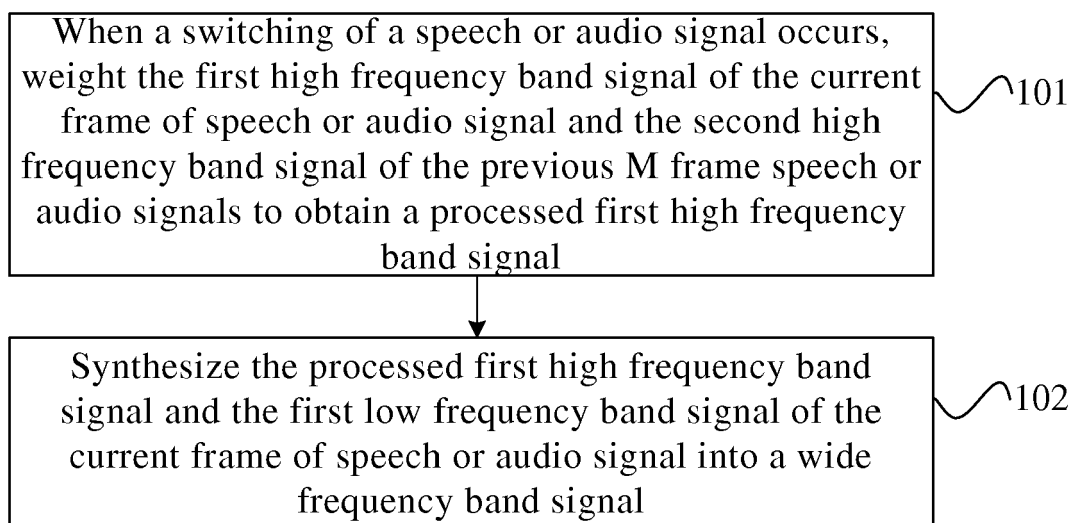 When a switching of a speech or audio signal occurs,
weight the first high frequency band signal of the current
frame of speech or audio signal and the second high
frequency band signal of the previous M frame speech or
audio signals to obtain a processed first high frequency
band signal
101
Synthesize the processed first high frequency band
signal and the first low frequency band signal of the
current frame of speech or audio signal into a wide
frequency band signal
102